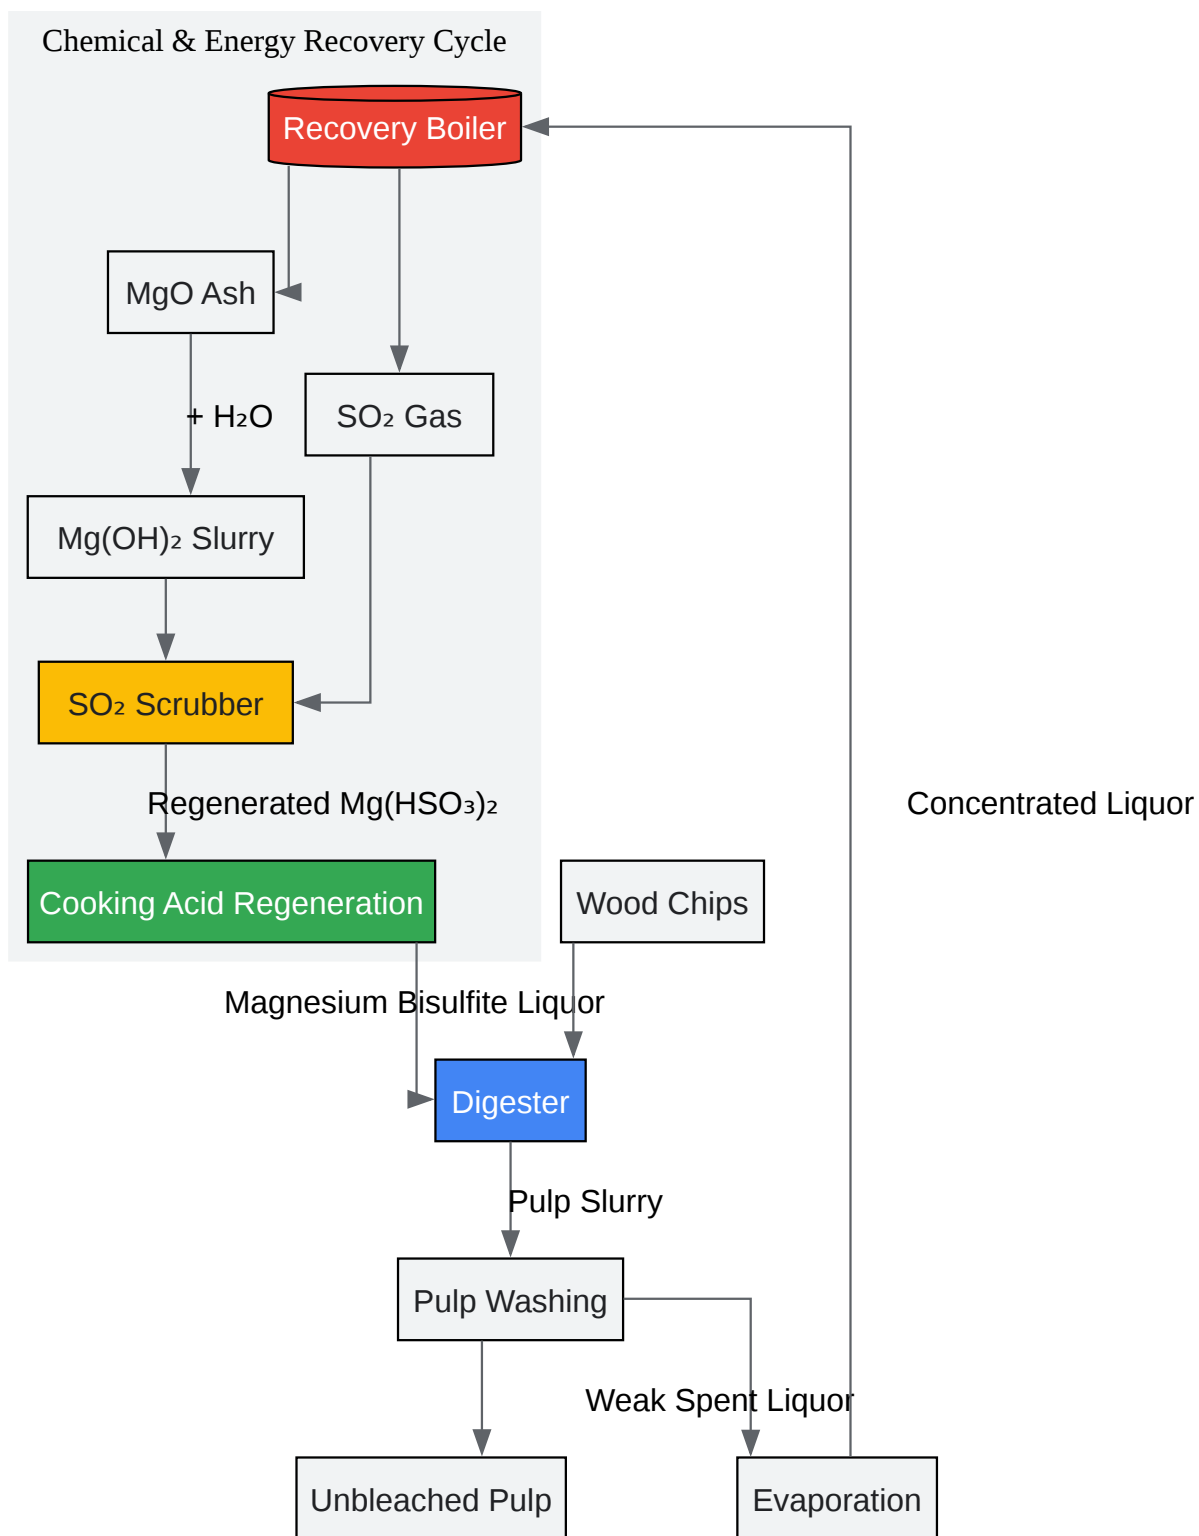 Chemical & Energy Recovery Cycle
Recovery Boiler
MgO Ash
+ H₂O
SO₂ Gas
Mg(OH)₂ Slurry
SO₂ Scrubber
Regenerated Mg(HSO₃)₂
Concentrated Liquor
Cooking Acid Regeneration
Wood Chips
Magnesium Bisulfite Liquor
Digester
Pulp Slurry
Pulp Washing
Weak Spent Liquor
Unbleached Pulp
Evaporation